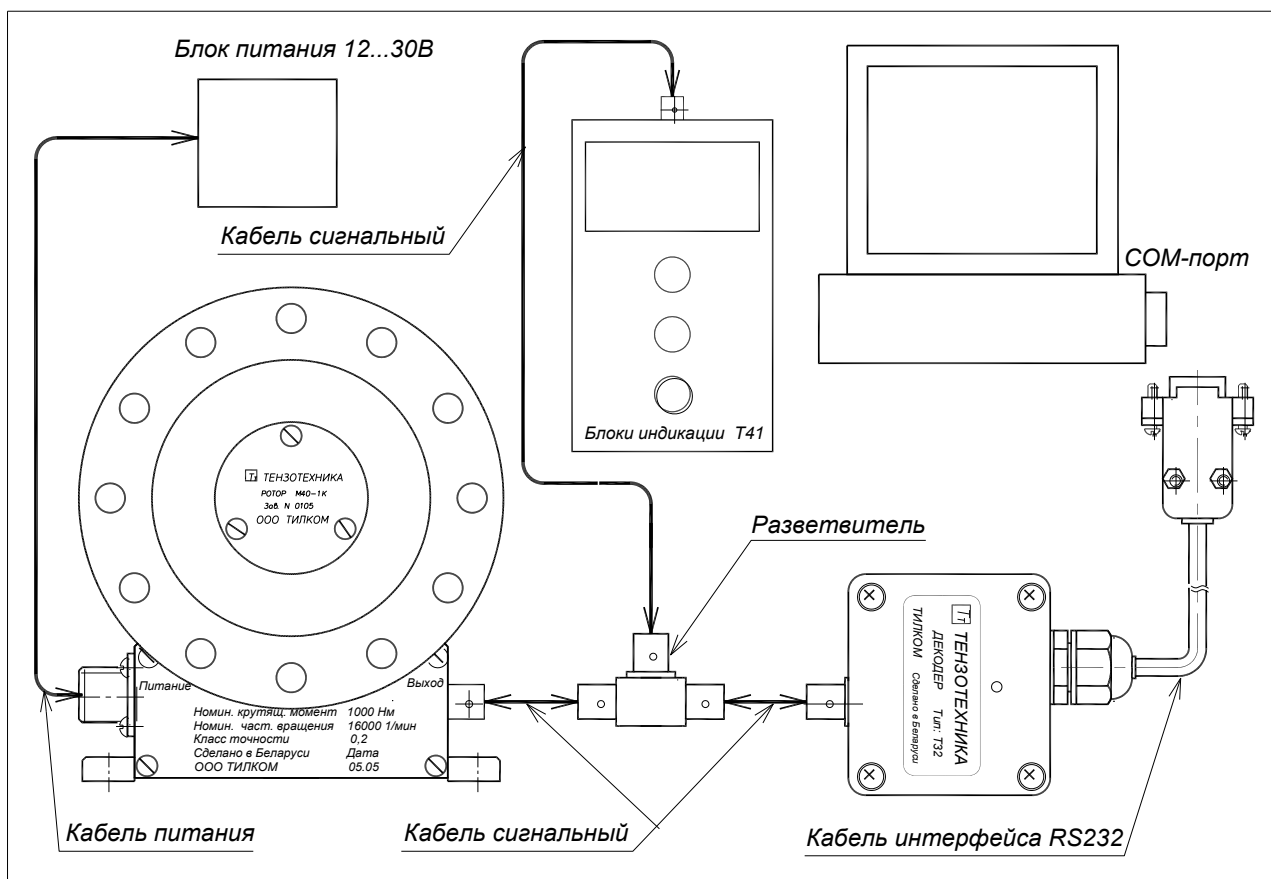 Блок питания 12...30В
Кабель сигнальный
COM-порт
Блоки индикации Т41
Тт ТЕНЗОТЕХНИКА
РОТОР М40-1К
Зав. N 0105
ООО ТИЛКОМ
Разветвитель
Питание
Выход
Номин. крутящ. момент 1000 Нм
Номин. част. вращения 16000 1/мин
Класс точности 0,2
Сделано в Беларуси Дата
ООО ТИЛКОМ 05.05
Тт ТЕНЗОТЕХНИКА
ДЕКОДЕР Тип: Т32
ТИЛКОМ Сделано в Беларуси
Кабель питания
Кабель сигнальный
Кабель интерфейса RS232